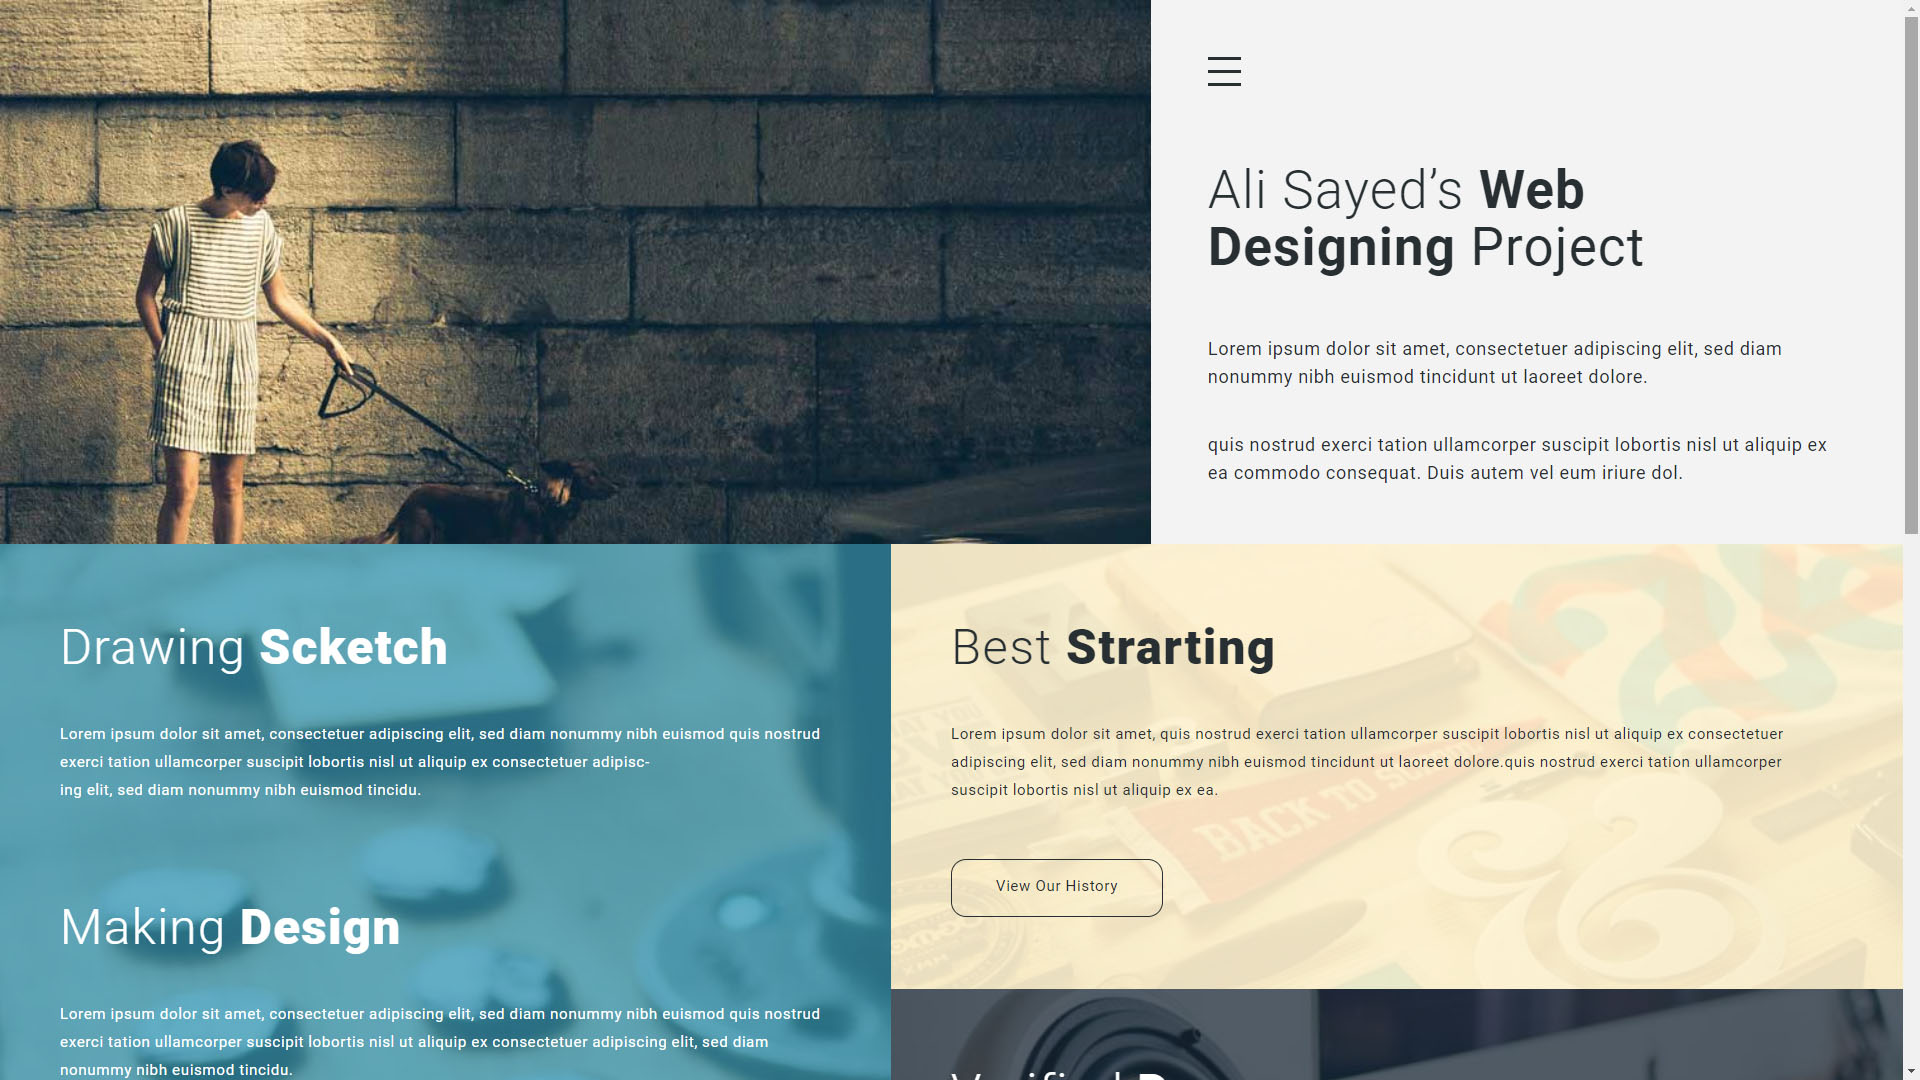 Ali Sayed’s Web
Designing Project
Lorem ipsum dolor sit amet, consectetuer adipiscing elit, sed diam
nonummy nibh euismod tincidunt ut laoreet dolore.
quis nostrud exerci tation ullamcorper suscipit lobortis nisl ut aliquip ex
ea commodo consequat. Duis autem vel eum iriure dol.
Drawing Scketch
Lorem ipsum dolor sit amet, consectetuer adipiscing elit, sed diam nonummy nibh euismod quis nostrud
exerci tation ullamcorper suscipit lobortis nisl ut aliquip ex consectetuer adipisc-
ing elit, sed diam nonummy nibh euismod tincidu.
Making Design
Lorem ipsum dolor sit amet, consectetuer adipiscing elit, sed diam nonummy nibh euismod quis nostrud
exerci tation ullamcorper suscipit lobortis nisl ut aliquip ex consectetuer adipiscing elit, sed diam
nonummy nibh euismod tincidu.
Best Strarting
Lorem ipsum dolor sit amet, quis nostrud exerci tation ullamcorper suscipit lobortis nisl ut aliquip ex consectetuer
adipiscing elit, sed diam nonummy nibh euismod tincidunt ut laoreet dolore.quis nostrud exerci tation ullamcorper
suscipit lobortis nisl ut aliquip ex ea.
BACK TO SCHOOL
View Our History